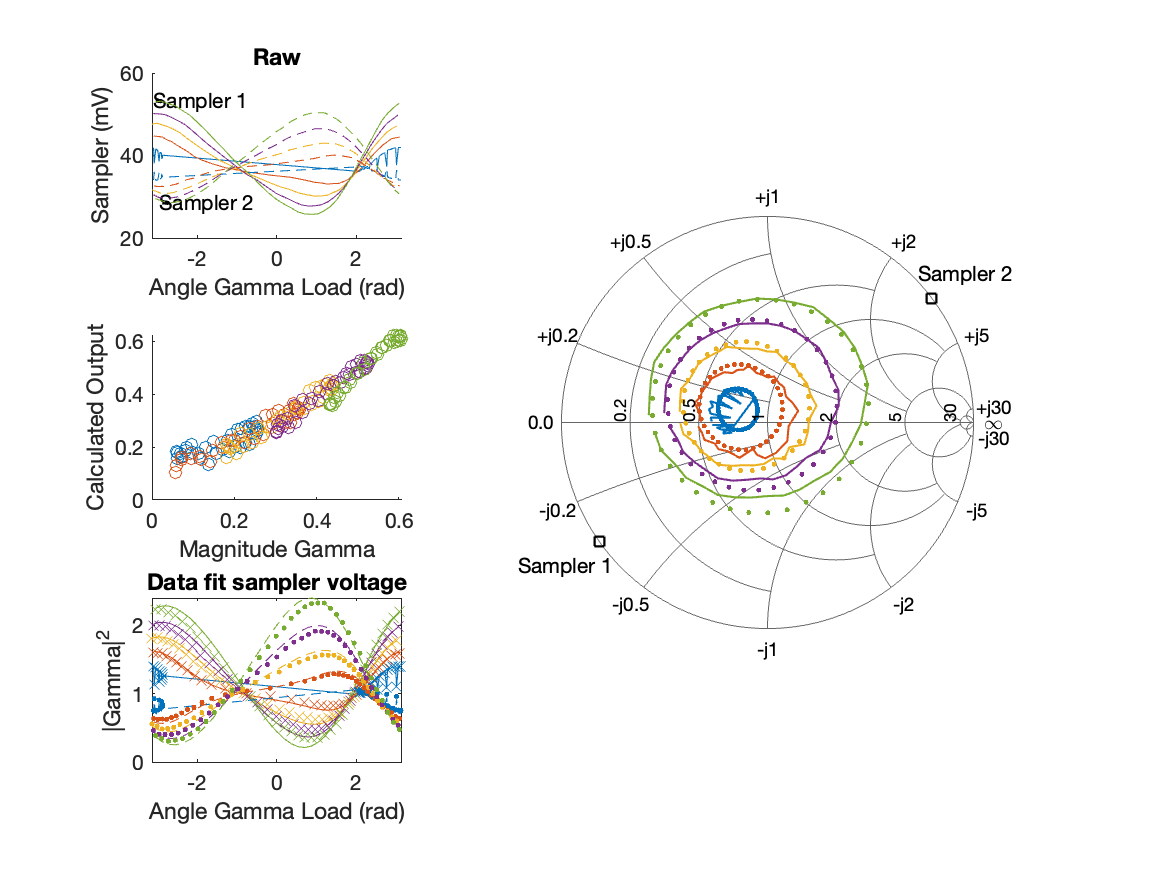 Raw
60
40
20
Sampler (mV)
Sampler 1
Sampler 2
-2 0 2
Angle Gamma Load (rad)
0.6
0.4
0.2
0
Calculated Output
0 0.2 0.4 0.6
Magnitude Gamma
Data fit sampler voltage
2
1
0
|Gamma|²
-2 0 2
Angle Gamma Load (rad)
+j1
+j0.5
+j2
Sampler 2
+j0.2
+j5
0.0
0.2
0.5
1
2
5
30
+j30
∞
-j30
-j0.2
-j5
Sampler 1
-j0.5
-j2
-j1